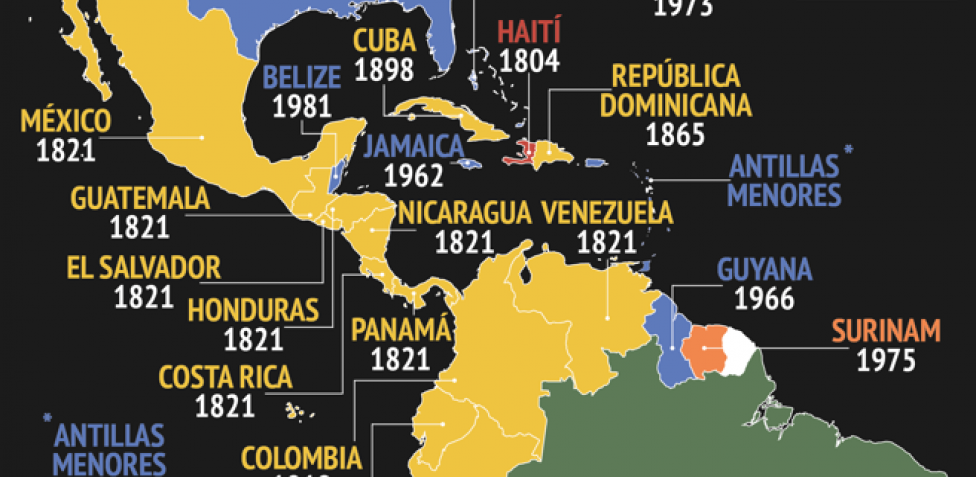 1973
CUBA
1898
HAITÍ
1804
BELIZE
1981
REPÚBLICA
DOMINICANA
1865
MÉXICO
1821
JAMAICA
1962
ANTILLAS *
MENORES
GUATEMALA
1821
NICARAGUA
1821
VENEZUELA
1821
EL SALVADOR
1821
GUYANA
1966
HONDURAS
1821
PANAMÁ
1821
SURINAM
1975
COSTA RICA
1821
* ANTILLAS
MENORES
COLOMBIA